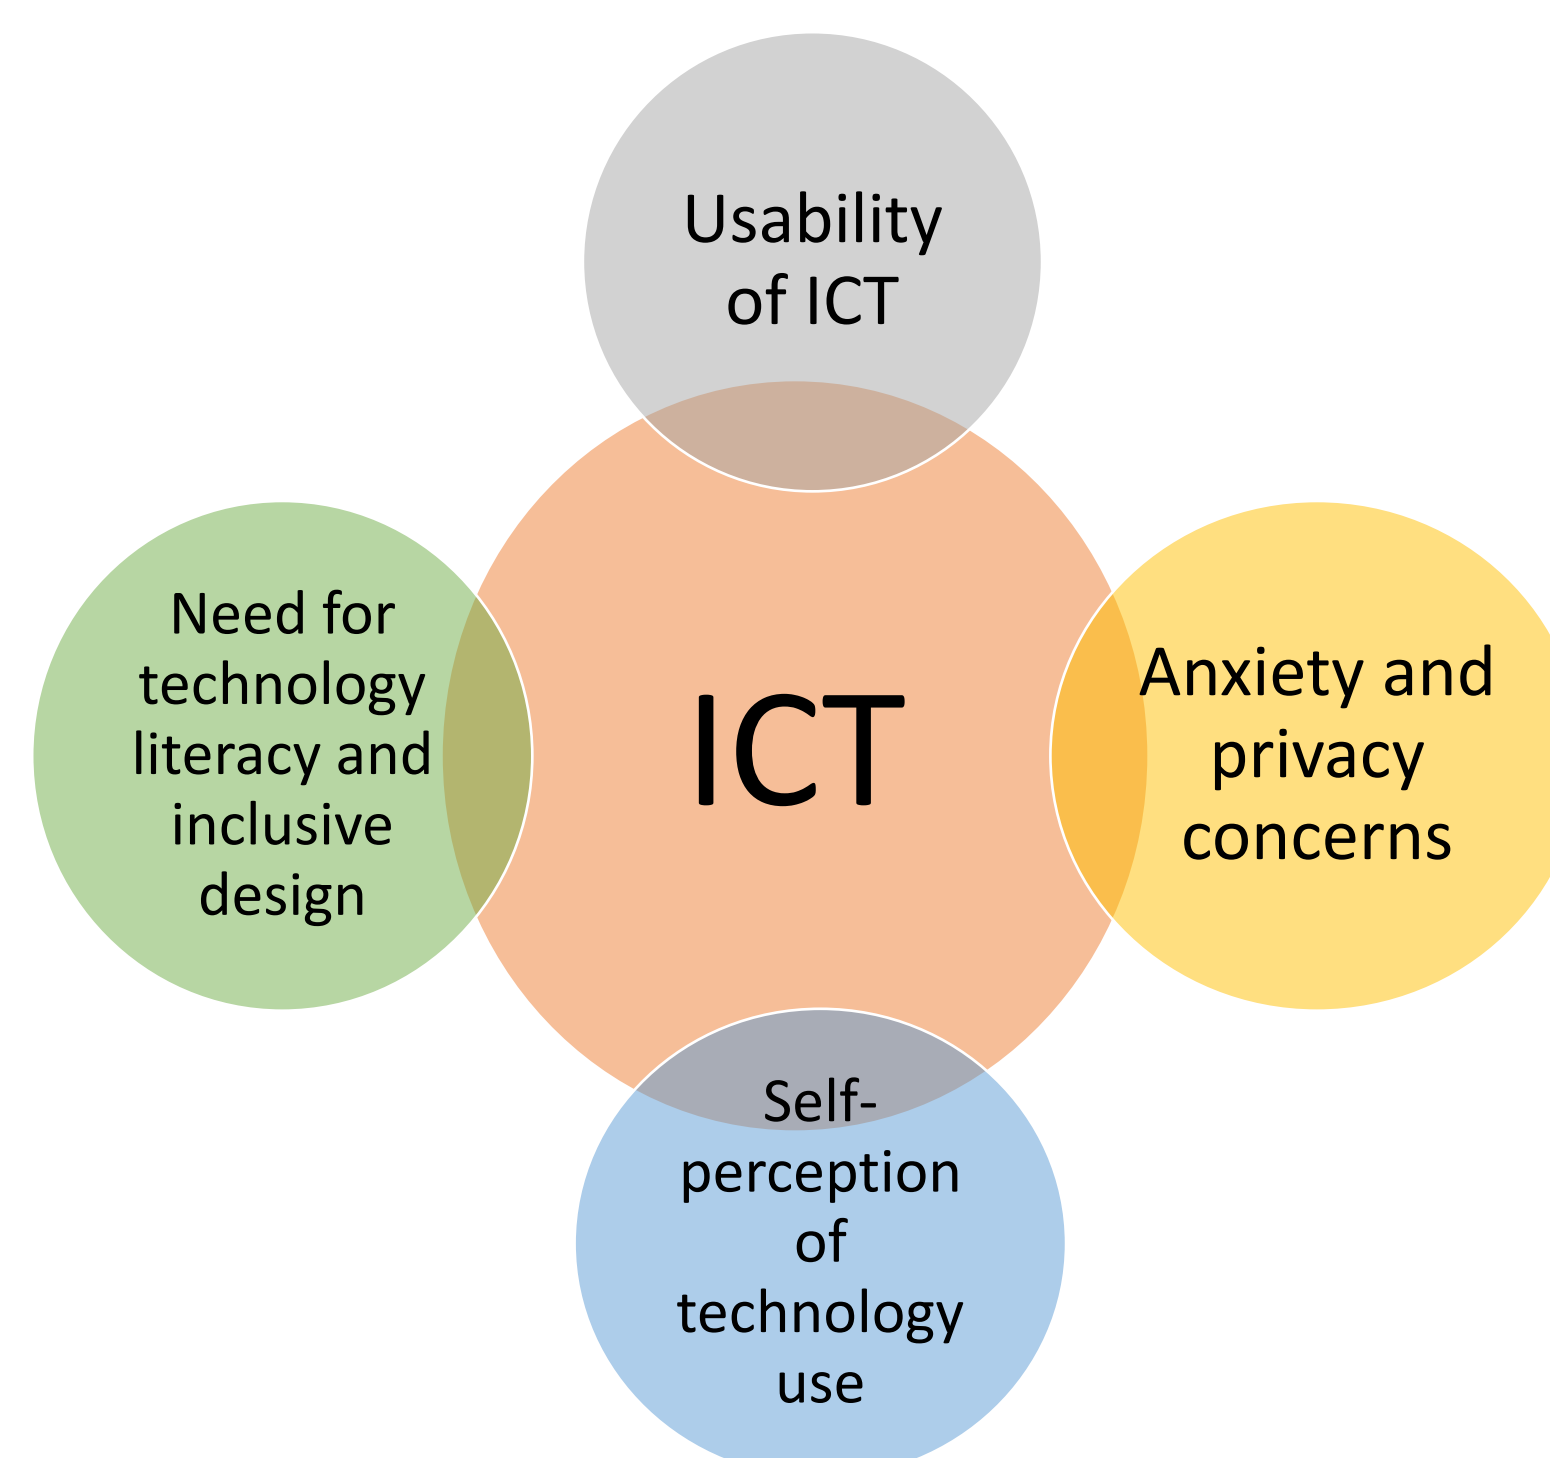 Usability
of ICT
Need for
technology
literacy and
inclusive
design
ICT
Anxiety and
privacy
concerns
Self-
perception
of
technology
use